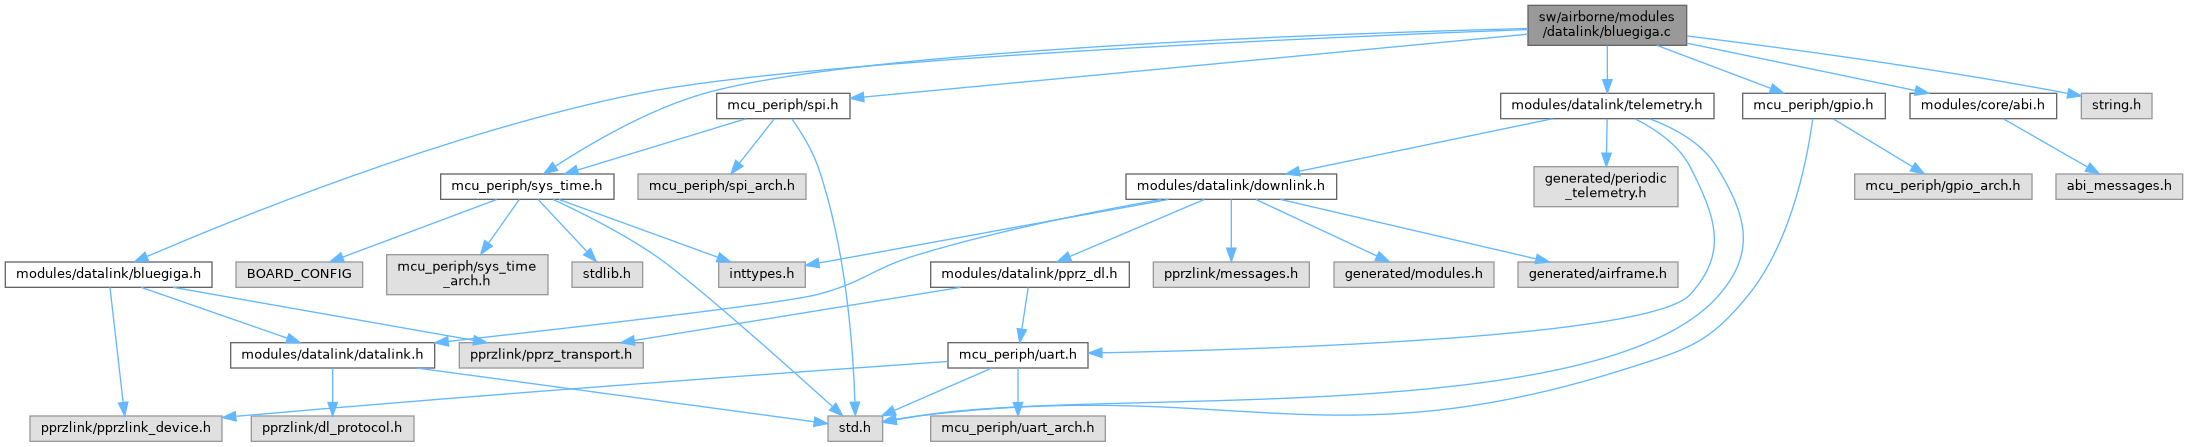 sw/airborne/modules
/datalink/bluegiga.c
mcu_periph/spi.h
modules/datalink/telemetry.h
mcu_periph/gpio.h
modules/core/abi.h
string.h
mcu_periph/sys_time.h
mcu_periph/spi_arch.h
modules/datalink/downlink.h
generated/periodic
_telemetry.h
mcu_periph/gpio_arch.h
abi_messages.h
modules/datalink/bluegiga.h
BOARD_CONFIG
mcu_periph/sys_time
_arch.h
stdlib.h
inttypes.h
modules/datalink/pprz_dl.h
pprzlink/messages.h
generated/modules.h
generated/airframe.h
modules/datalink/datalink.h
pprzlink/pprz_transport.h
mcu_periph/uart.h
pprzlink/pprzlink_device.h
pprzlink/dl_protocol.h
std.h
mcu_periph/uart_arch.h